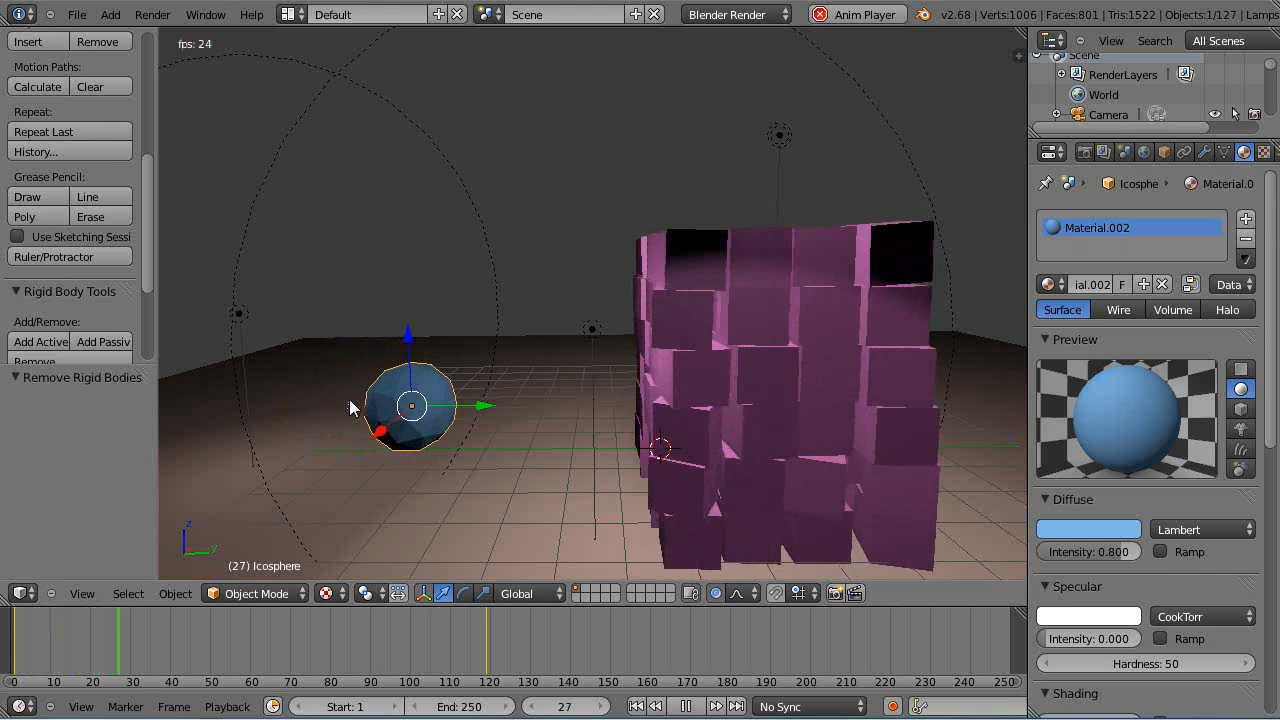 File Add Render Window Help Default Scene Blender Render Anim Player v2.68 | Verts:1006 | Faces:801 | Tris:1522 | Objects:1/127 | Lamps
fps: 24
Insert Remove
Motion Paths:
Calculate Clear
Repeat:
Repeat Last
History...
Grease Pencil:
Draw Line
Poly Erase
Use Sketching Sessi
Ruler/Protractor
Rigid Body Tools
Add/Remove:
Add Active Add Passiv
Remove
Remove Rigid Bodies
z
y
(27) Icosphere
View Select Object Object Mode Global
View Search All Scenes
Scene
RenderLayers |
World
Camera |
Icosphe Material.0
Material.002
ial.002 F Data
Surface Wire Volume Halo
Preview
Diffuse
Lambert
Intensity: 0.800 Ramp
Specular
CookTorr
Intensity: 0.000 Ramp
Hardness: 50
Shading
0 10 20 30 40 50 60 70 80 90 100 110 120 130 140 150 160 170 180 190 200 210 220 230 240 250
View Marker Frame Playback Start: 1 End: 250 27 No Sync